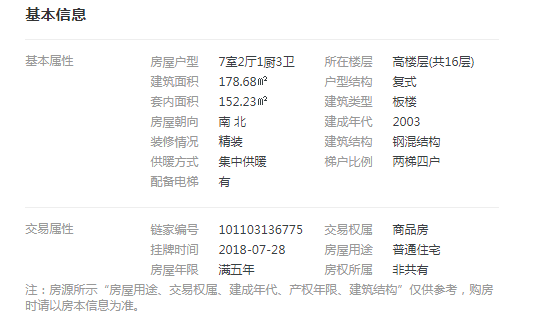 基本信息
基本属性 房屋户型 7室2厅1厨3卫 所在楼层 高楼层(共16层)
建筑面积 178.68㎡ 户型结构 复式
套内面积 152.23㎡ 建筑类型 板楼
房屋朝向 南 北 建成年代 2003
装修情况 精装 建筑结构 钢混结构
供暖方式 集中供暖 梯户比例 两梯四户
配备电梯 有
交易属性 链家编号 101103136775 交易权属 商品房
挂牌时间 2018-07-28 房屋用途 普通住宅
房屋年限 满五年 房权所属 非共有
注：房源所示“房屋用途、交易权属、建成年代、产权年限、建筑结构”仅供参考，购房
时请以房本信息为准。